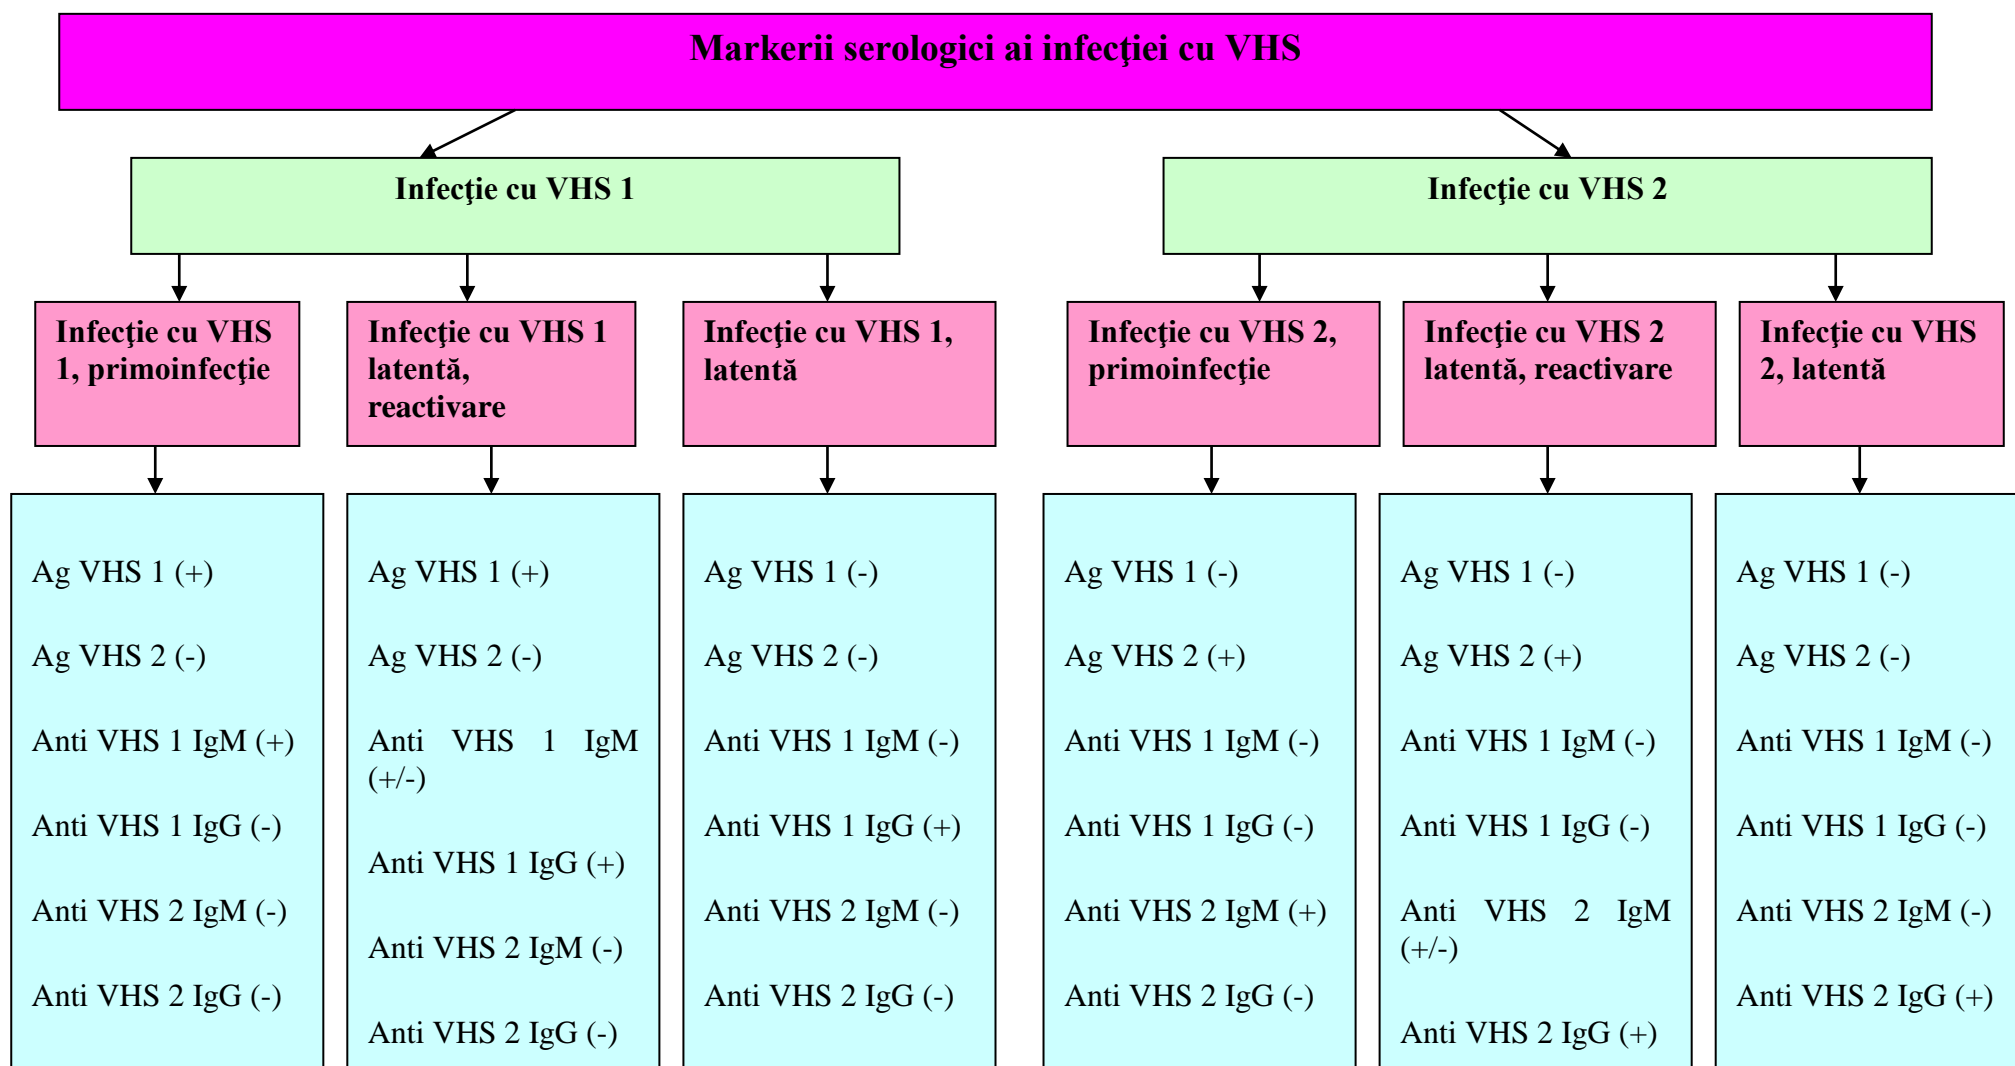 Markerii serologici ai infecţiei cu VHS
Infecţie cu VHS 1
Infecţie cu VHS 2
Infecţie cu VHS
1, primoinfecţie
Infecţie cu VHS 1
latentă,
reactivare
Infecţie cu VHS 1,
latentă
Infecţie cu VHS 2,
primoinfecţie
Infecţie cu VHS 2
latentă, reactivare
Infecţie cu VHS
2, latentă
Ag VHS 1 (+)
Ag VHS 2 (-)
Anti VHS 1 IgM (+)
Anti VHS 1 IgG (-)
Anti VHS 2 IgM (-)
Anti VHS 2 IgG (-)
Ag VHS 1 (+)
Ag VHS 2 (-)
Anti VHS 1 IgM
(+/-)
Anti VHS 1 IgG (+)
Anti VHS 2 IgM (-)
Anti VHS 2 IgG (-)
Ag VHS 1 (-)
Ag VHS 2 (-)
Anti VHS 1 IgM (-)
Anti VHS 1 IgG (+)
Anti VHS 2 IgM (-)
Anti VHS 2 IgG (-)
Ag VHS 1 (-)
Ag VHS 2 (+)
Anti VHS 1 IgM (-)
Anti VHS 1 IgG (-)
Anti VHS 2 IgM (+)
Anti VHS 2 IgG (-)
Ag VHS 1 (-)
Ag VHS 2 (+)
Anti VHS 1 IgM (-)
Anti VHS 1 IgG (-)
Anti VHS 2 IgM
(+/-)
Anti VHS 2 IgG (+)
Ag VHS 1 (-)
Ag VHS 2 (-)
Anti VHS 1 IgM (-)
Anti VHS 1 IgG (-)
Anti VHS 2 IgM (-)
Anti VHS 2 IgG (+)